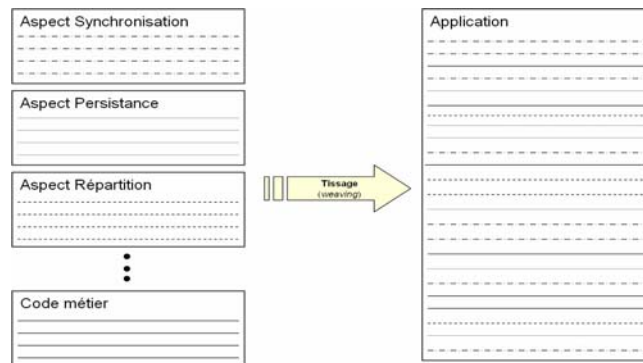 Aspect Synchronisation
Aspect Persistance
Aspect Répartition
Code métier
Tissage
(weaving)
Application